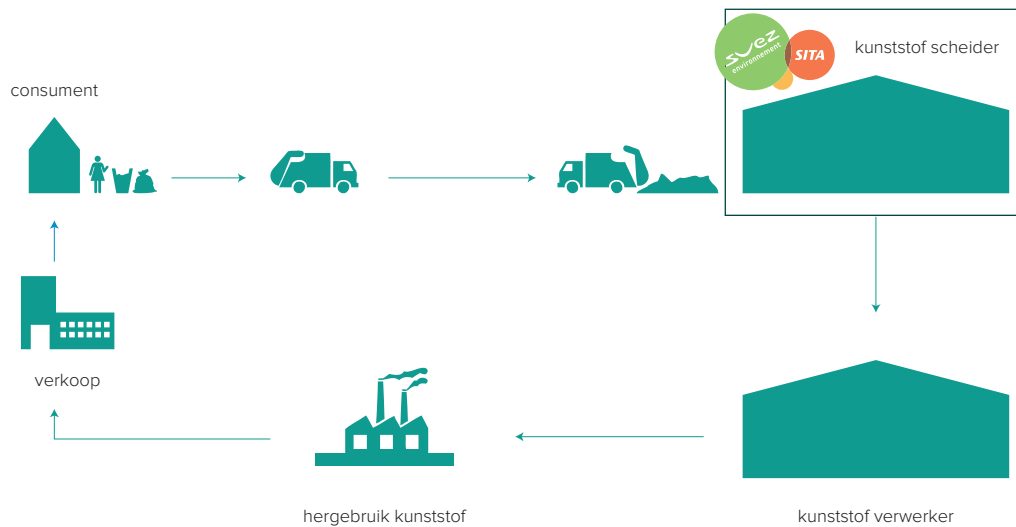 suez
environnement
SITA
kunststof scheider
consument
verkoop
hergebruik kunststof
kunststof verwerker